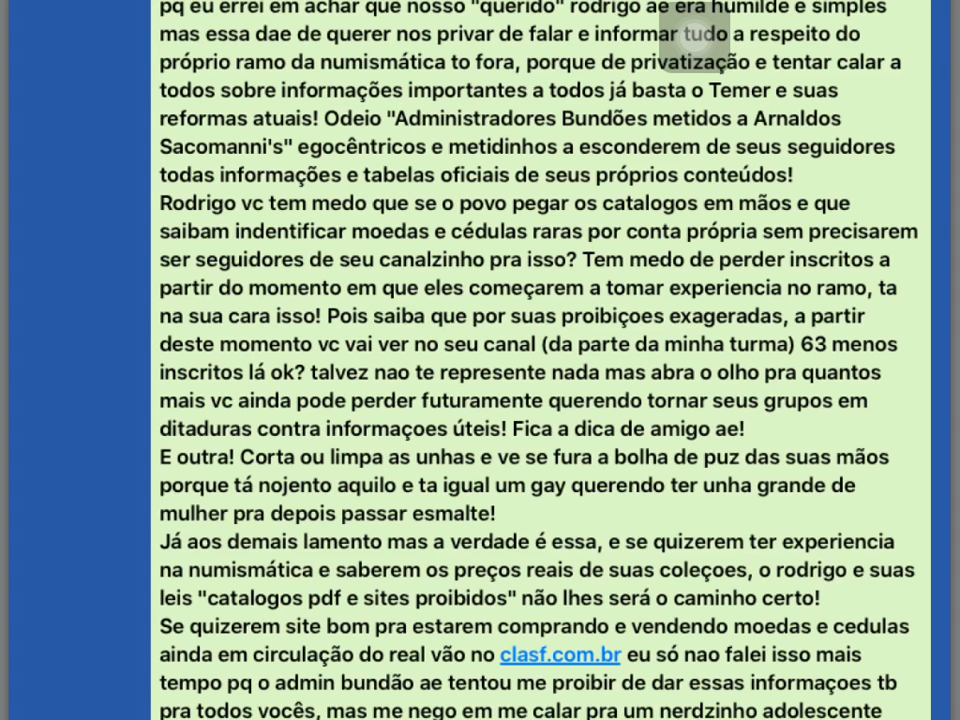 pq eu errei em achar que nosso "querido" rodrigo ae era humilde e simples
mas essa dae de querer nos privar de falar e informar tudo a respeito do
próprio ramo da numismática to fora, porque de privatização e tentar calar a
todos sobre informações importantes a todos já basta o Temer e suas
reformas atuais! Odeio "Administradores Bundões metidos a Arnaldos
Sacomanni's" egocêntricos e metidinhos a esconderem de seus seguidores
todas informações e tabelas oficiais de seus próprios conteúdos!
Rodrigo vc tem medo que se o povo pegar os catalogos em mãos e que
saibam indentificar moedas e cédulas raras por conta própria sem precisarem
ser seguidores de seu canalzinho pra isso? Tem medo de perder inscritos a
partir do momento em que eles começarem a tomar experiencia no ramo, ta
na sua cara isso! Pois saiba que por suas proibiçoes exageradas, a partir
deste momento vc vai ver no seu canal (da parte da minha turma) 63 menos
inscritos lá ok? talvez nao te represente nada mas abra o olho pra quantos
mais vc ainda pode perder futuramente querendo tornar seus grupos em
ditaduras contra informaçoes úteis! Fica a dica de amigo ae!
E outra! Corta ou limpa as unhas e ve se fura a bolha de puz das suas mãos
porque tá nojento aquilo e ta igual um gay querendo ter unha grande de
mulher pra depois passar esmalte!
Já aos demais lamento mas a verdade é essa, e se quizerem ter experiencia
na numismática e saberem os preços reais de suas coleçoes, o rodrigo e suas
leis "catalogos pdf e sites proibidos" não lhes será o caminho certo!
Se quizerem site bom pra estarem comprando e vendendo moedas e cedulas
ainda em circulação do real vão no clasf.com.br eu só nao falei isso mais
tempo pq o admin bundão ae tentou me proibir de dar essas informaçoes tb
pra todos vocês, mas me nego em me calar pra um nerdzinho adolescente